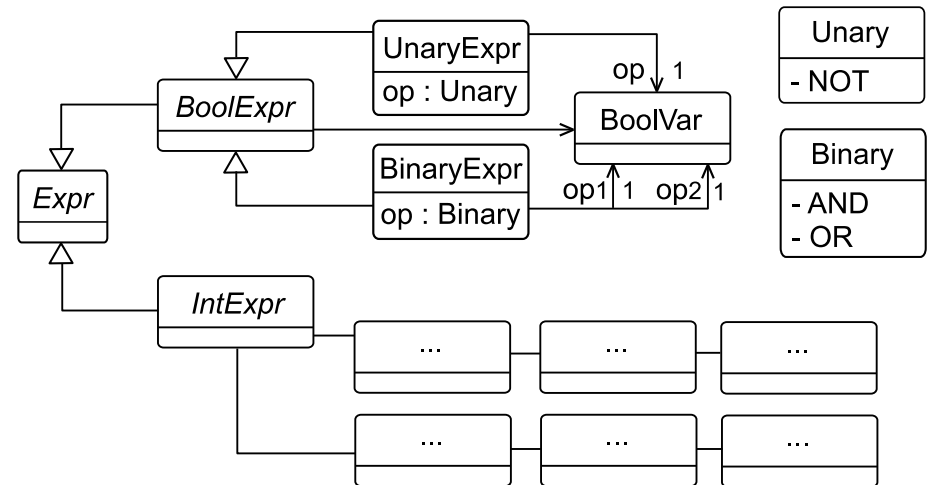 UnaryExpr
op : Unary
Unary
- NOT
BoolExpr
op 1
BoolVar
BinaryExpr
op : Binary
op1 1 op2 1
Binary
- AND
- OR
Expr
IntExpr
... ... ...
... ... ...